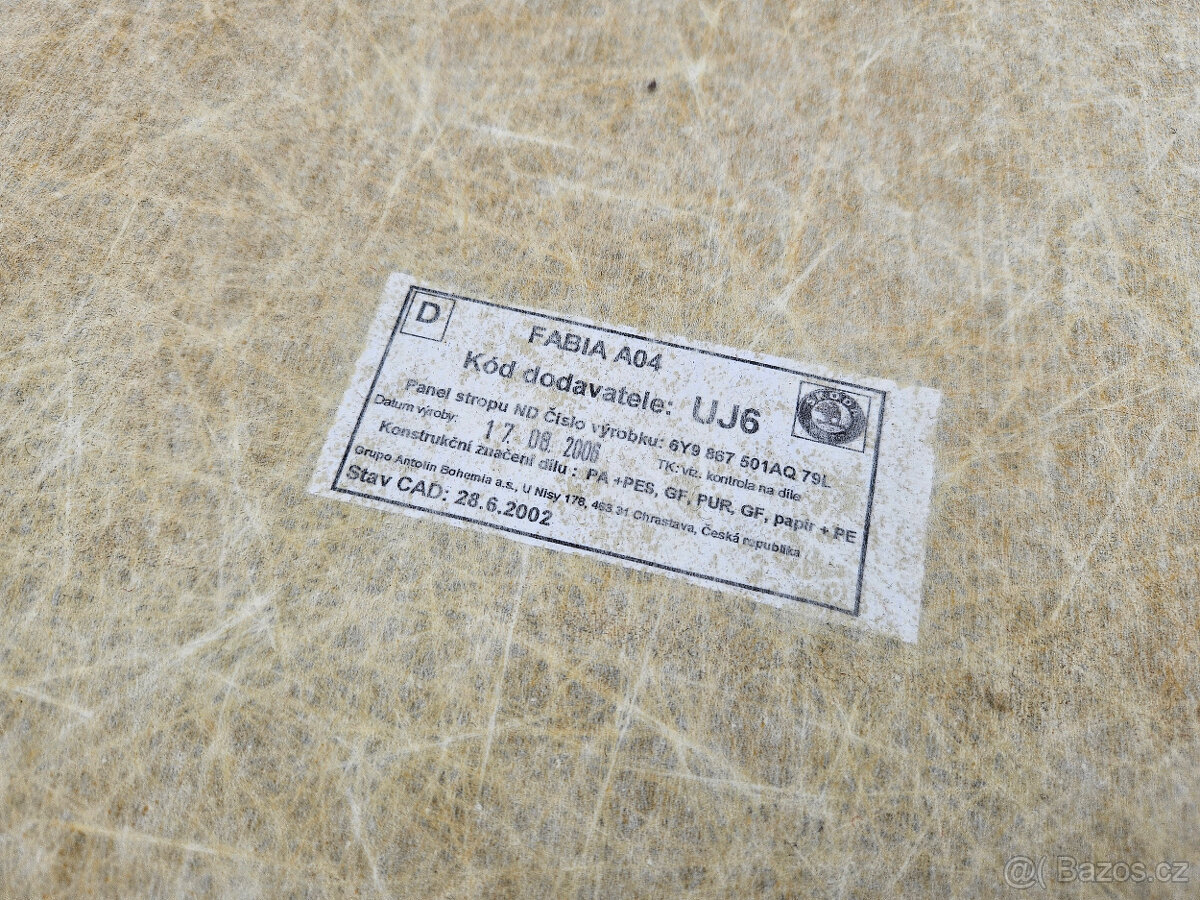 D
FABIA A04
Kód dodavatele: UJ6
ŠKODA
Panel stropu ND Číslo výrobku: 6Y9 867 501AQ 79L
Datum výroby: 17. 08. 2006 TK: viz. kontrola na díle
Konstrukční značení dílu : PA +PES, GF, PUR, GF, papír + PE
Grupo Antolin Bohemia a.s., U Nisy 178, 463 31 Chrastava, Česká republika
Stav CAD: 28.6.2002
@( Bazos.cz